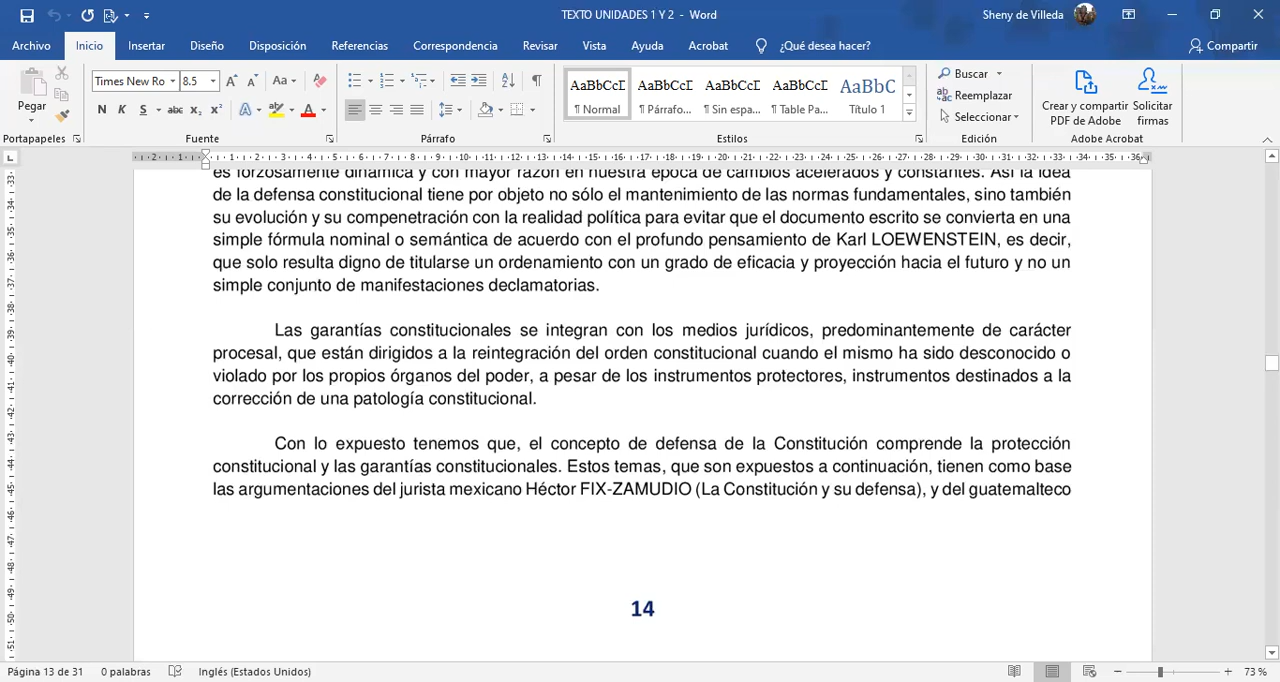 TEXTO UNIDADES 1 Y 2 - Word
Sheny de Villeda
Archivo Inicio Insertar Diseño Disposición Referencias Correspondencia Revisar Vista Ayuda Acrobat ¿Qué desea hacer? Compartir
Pegar
Times New Ro 8.5
Aa
N K S abc x₂ x² A ab A
AaBbCcD AaBbCcD AaBbCcD AaBbCcD AaBbC
¶ Normal ¶ Párrafo... ¶ Sin espa... ¶ Table Pa... Título 1
Buscar
Reemplazar
Seleccionar
Crear y compartir PDF de Adobe
Solicitar firmas
Portapapeles Fuente Párrafo Estilos Edición Adobe Acrobat
es forzosamente dinámica y con mayor razón en nuestra época de cambios acelerados y constantes. Así la idea
de la defensa constitucional tiene por objeto no sólo el mantenimiento de las normas fundamentales, sino también
su evolución y su compenetración con la realidad política para evitar que el documento escrito se convierta en una
simple fórmula nominal o semántica de acuerdo con el profundo pensamiento de Karl LOEWENSTEIN, es decir,
que solo resulta digno de titularse un ordenamiento con un grado de eficacia y proyección hacia el futuro y no un
simple conjunto de manifestaciones declamatorias.
Las garantías constitucionales se integran con los medios jurídicos, predominantemente de carácter
procesal, que están dirigidos a la reintegración del orden constitucional cuando el mismo ha sido desconocido o
violado por los propios órganos del poder, a pesar de los instrumentos protectores, instrumentos destinados a la
corrección de una patología constitucional.
Con lo expuesto tenemos que, el concepto de defensa de la Constitución comprende la protección
constitucional y las garantías constitucionales. Estos temas, que son expuestos a continuación, tienen como base
las argumentaciones del jurista mexicano Héctor FIX-ZAMUDIO (La Constitución y su defensa), y del guatemalteco
14
Página 13 de 31 0 palabras Inglés (Estados Unidos) 73 %